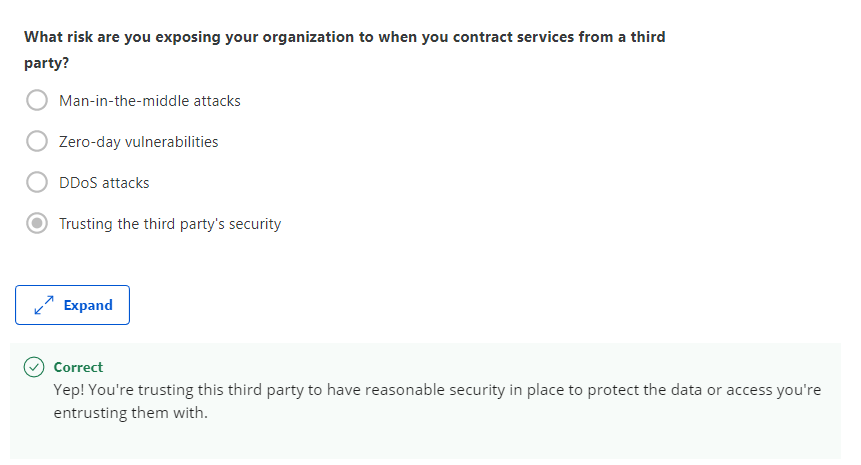 What risk are you exposing your organization to when you contract services from a third
party?
Man-in-the-middle attacks
Zero-day vulnerabilities
DDoS attacks
Trusting the third party's security
Expand
Correct
Yep! You're trusting this third party to have reasonable security in place to protect the data or access you're
entrusting them with.